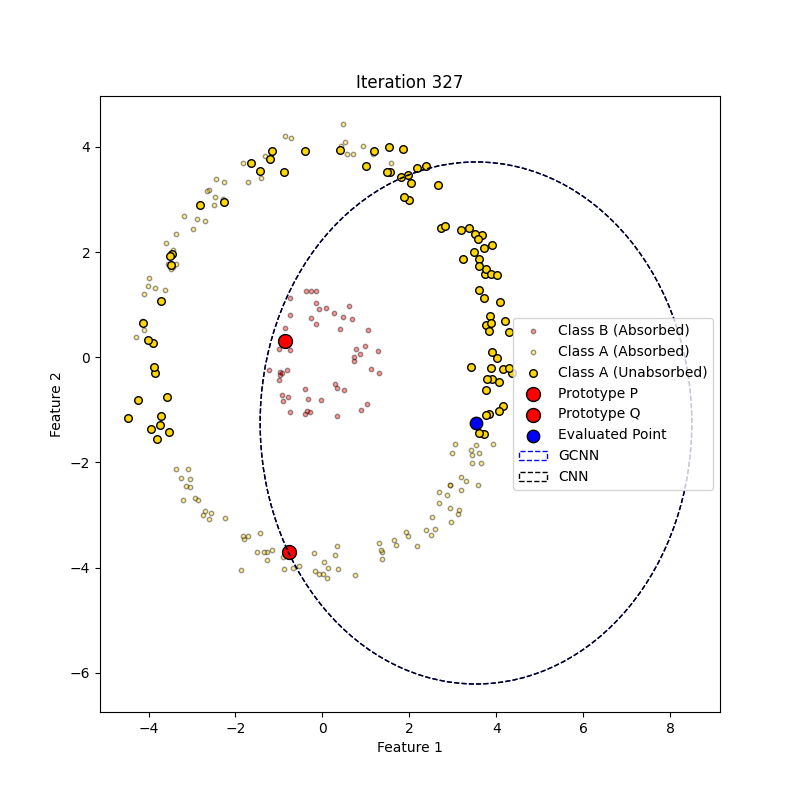 Iteration 327
4
2
0
−2
−4
−6
Feature 2
Class B (Absorbed)
Class A (Absorbed)
Class A (Unabsorbed)
Prototype P
Prototype Q
Evaluated Point
GCNN
CNN
−4
−2
0
2
4
6
8
Feature 1